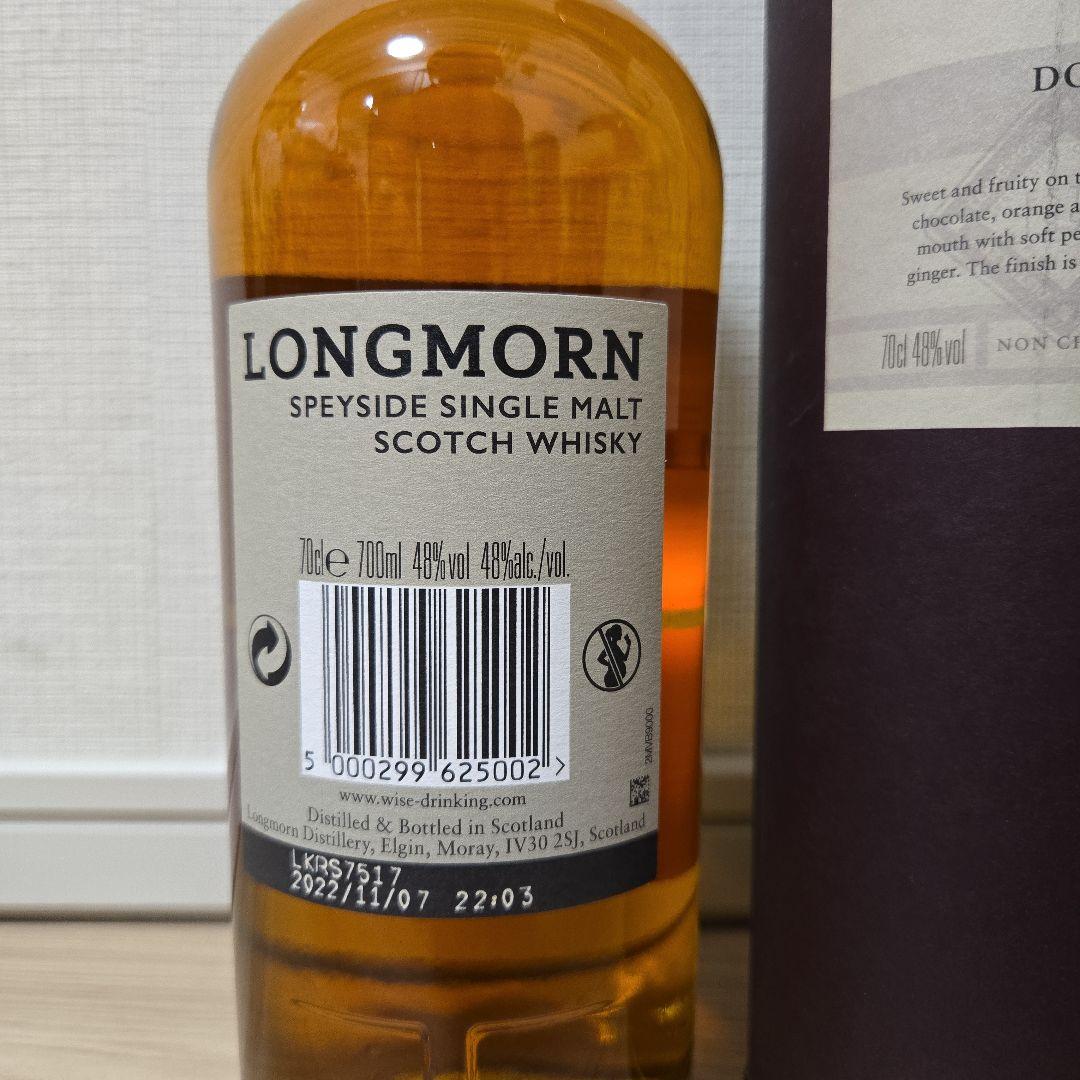 LONGMORN
SPEYSIDE SINGLE MALT
SCOTCH WHISKY
70cl e 700ml 48%vol 48%alc./vol.
5 000299 625002 >
2MVB9000
www.wise-drinking.com
Distilled & Bottled in Scotland
Longmorn Distillery, Elgin, Moray, IV30 2SJ, Scotland
LKRS7517
2022/11/07 22:03
Sweet and fruity on
chocolate, orange
mouth with soft
ginger. The finish is
70cl 48%vol
NON